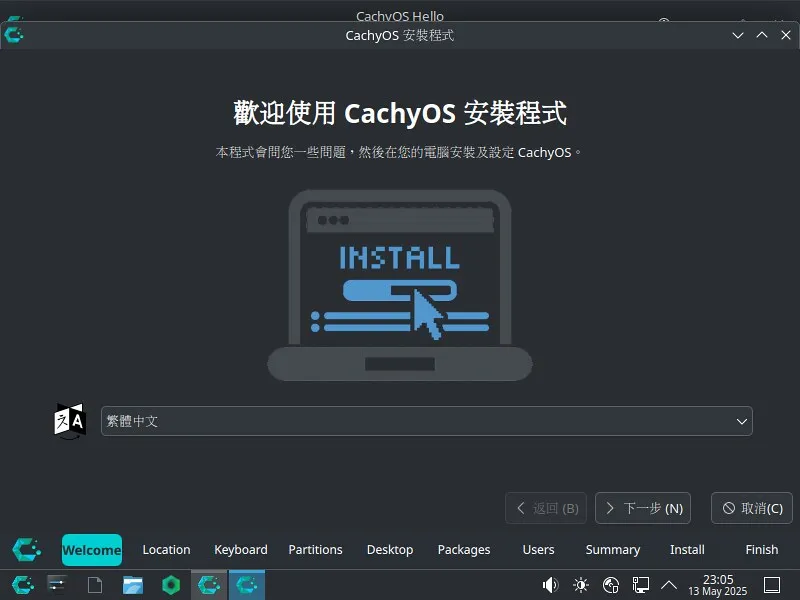 CachyOS Hello
CachyOS 安裝程式
歡迎使用 CachyOS 安裝程式
本程式會問您一些問題，然後在您的電腦安裝及設定 CachyOS。
INSTALL
文 A
繁體中文
返回 (B)
下一步 (N)
取消(C)
Welcome
Location
Keyboard
Partitions
Desktop
Packages
Users
Summary
Install
Finish
23:05
13 May 2025